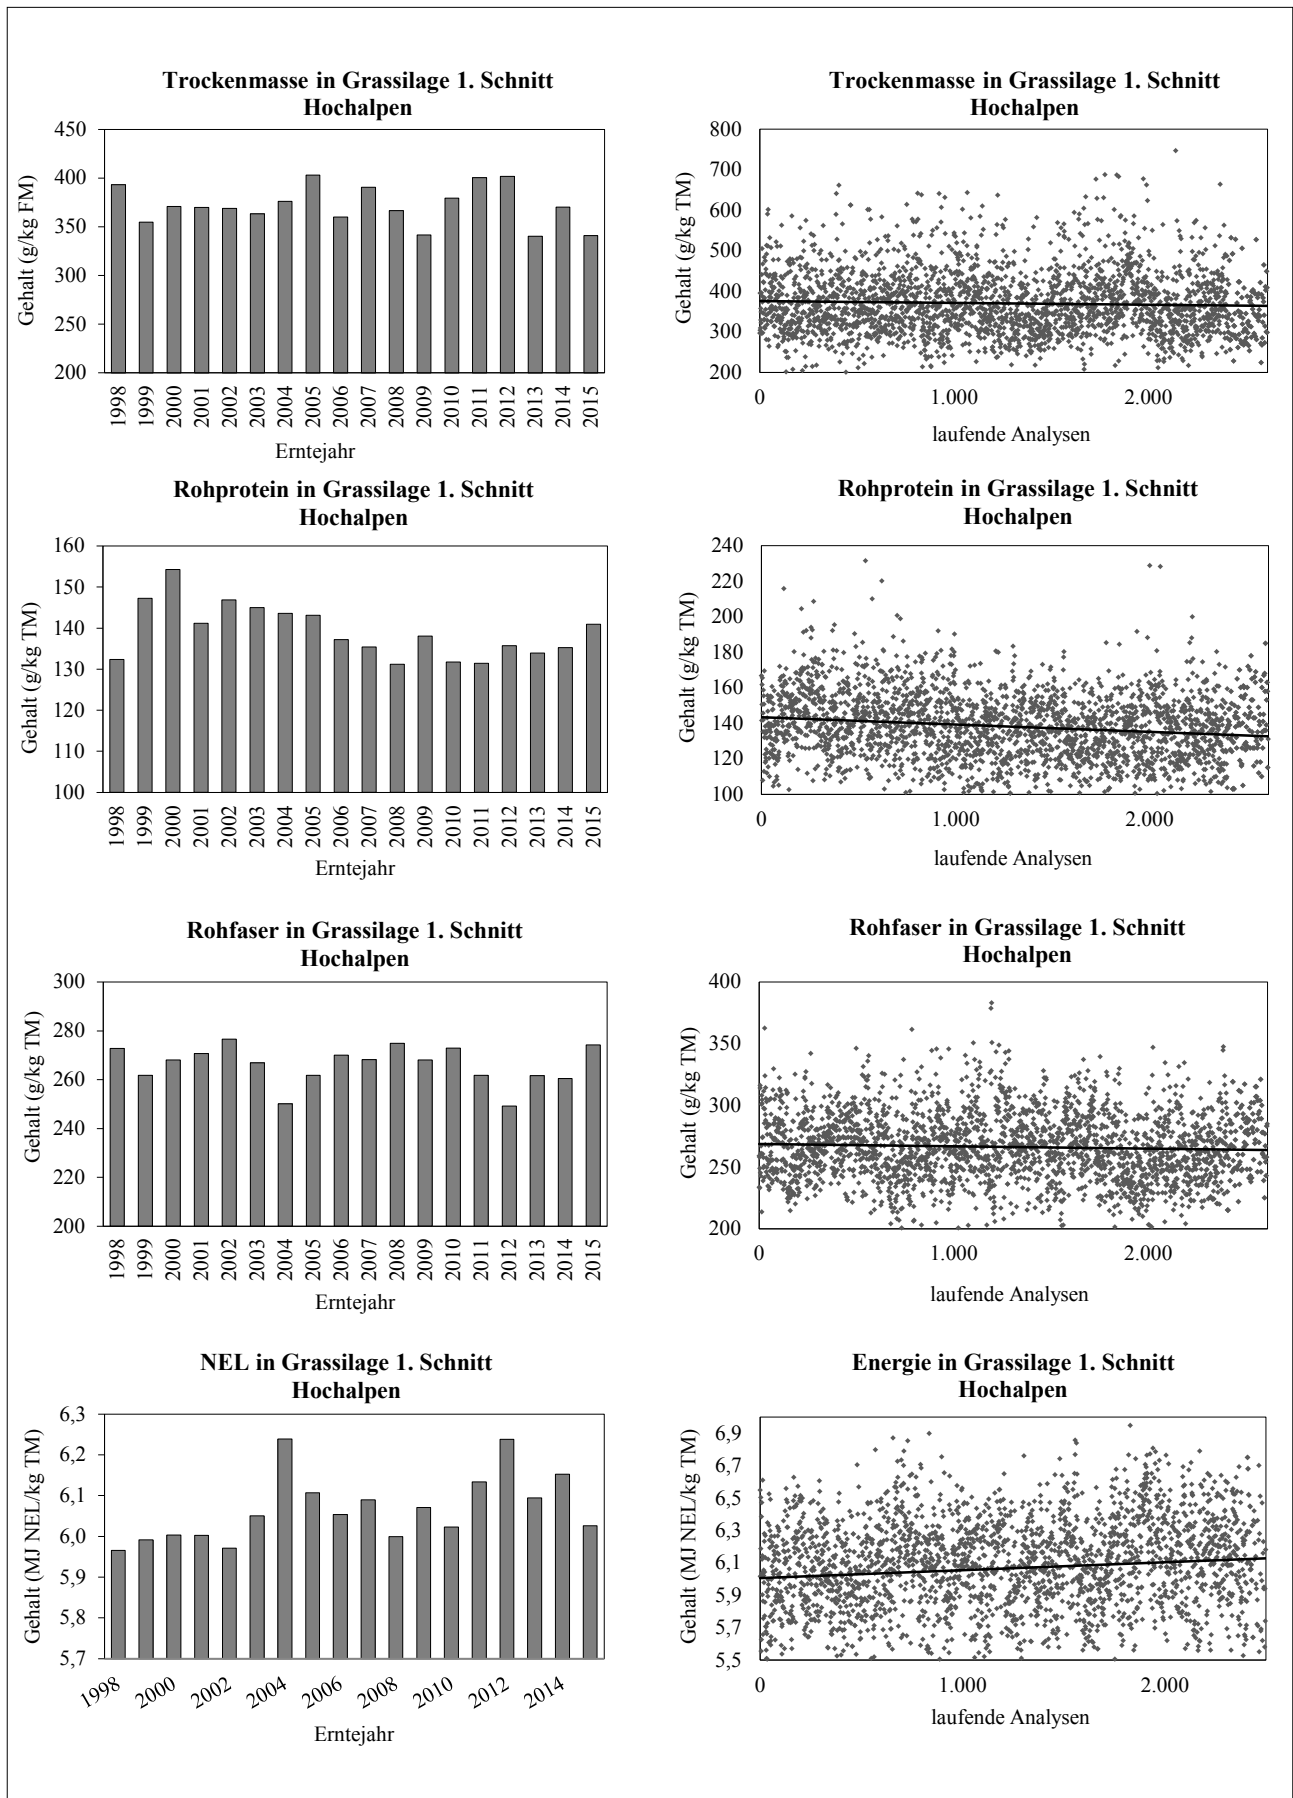 Trockenmasse in Grassilage 1. Schnitt
Hochalpen
Gehalt (g/kg FM)
450
400
350
300
250
200
1998 1999 2000 2001 2002 2003 2004 2005 2006 2007 2008 2009 2010 2011 2012 2013 2014 2015
Erntejahr
Trockenmasse in Grassilage 1. Schnitt
Hochalpen
Gehalt (g/kg TM)
800
700
600
500
400
300
200
0 1.000 2.000
laufende Analysen
Rohprotein in Grassilage 1. Schnitt
Hochalpen
Gehalt (g/kg TM)
160
150
140
130
120
110
100
1998 1999 2000 2001 2002 2003 2004 2005 2006 2007 2008 2009 2010 2011 2012 2013 2014 2015
Erntejahr
Rohprotein in Grassilage 1. Schnitt
Hochalpen
Gehalt (g/kg TM)
240
220
200
180
160
140
120
100
0 1.000 2.000
laufende Analysen
Rohfaser in Grassilage 1. Schnitt
Hochalpen
Gehalt (g/kg TM)
300
280
260
240
220
200
1998 1999 2000 2001 2002 2003 2004 2005 2006 2007 2008 2009 2010 2011 2012 2013 2014 2015
Erntejahr
Rohfaser in Grassilage 1. Schnitt
Hochalpen
Gehalt (g/kg TM)
400
350
300
250
200
0 1.000 2.000
laufende Analysen
NEL in Grassilage 1. Schnitt
Hochalpen
Gehalt (MJ NEL/kg TM)
6,3
6,2
6,1
6,0
5,9
5,8
5,7
1998 2000 2002 2004 2006 2008 2010 2012 2014
Erntejahr
Energie in Grassilage 1. Schnitt
Hochalpen
Gehalt (MJ NEL/kg TM)
6,9
6,7
6,5
6,3
6,1
5,9
5,7
5,5
0 1.000 2.000
laufende Analysen